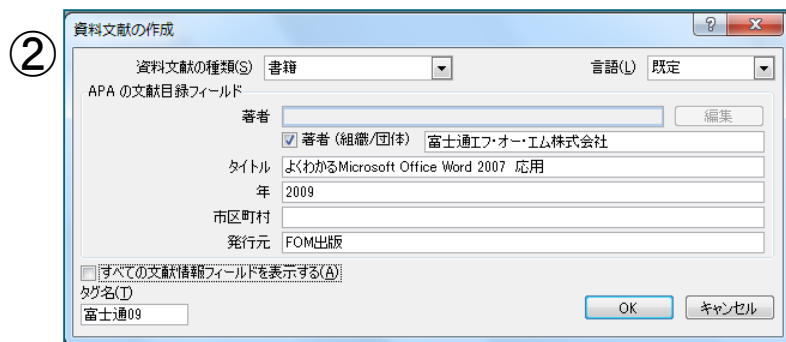 ②
資料文献の作成
資料文献の種類(S) 書籍 言語(L) 既定
APA の文献目録フィールド
著者 編集
著者 (組織/団体) 富士通エフ・オー・エム株式会社
タイトル よくわかるMicrosoft Office Word 2007 応用
年 2009
市区町村
発行元 FOM出版
すべての文献情報フィールドを表示する(A)
タグ名(T)
富士通09 OK キャンセル